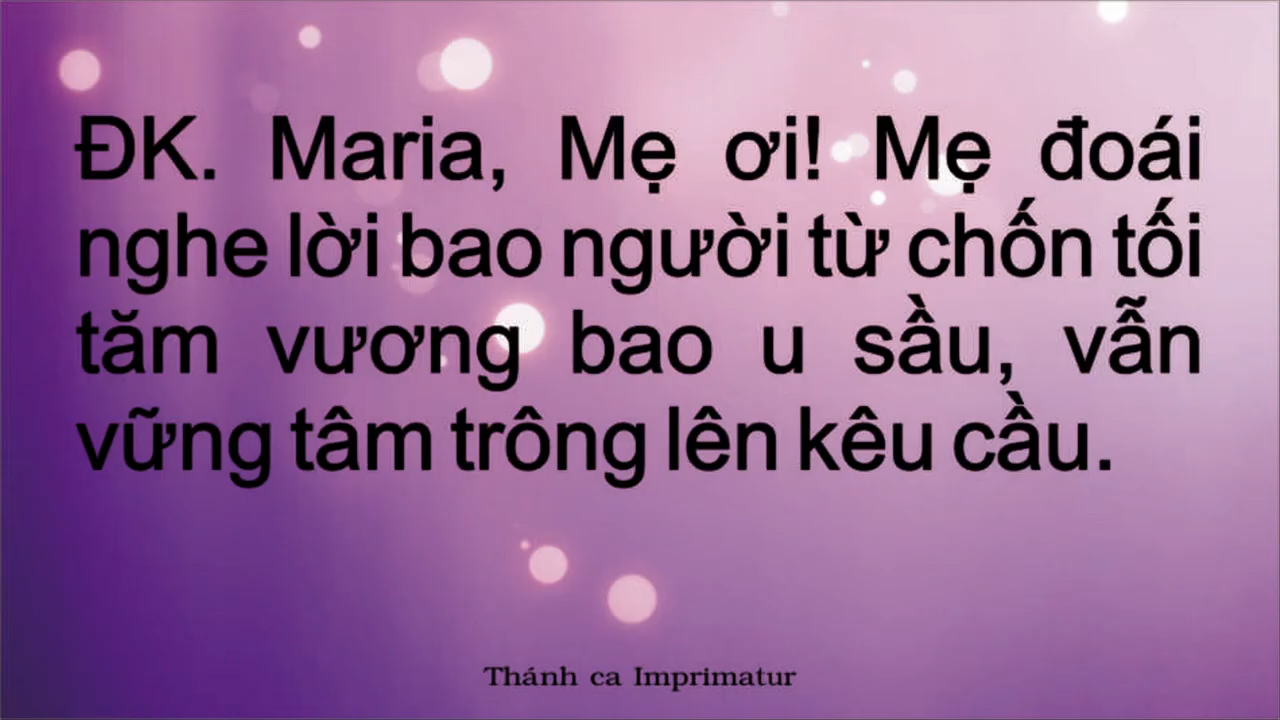 ĐK. Maria, Mẹ ơi! Mẹ đoái
nghe lời bao người từ chốn tối
tăm vương bao u sầu, vẫn
vững tâm trông lên kêu cầu.
Thánh ca Imprimatur